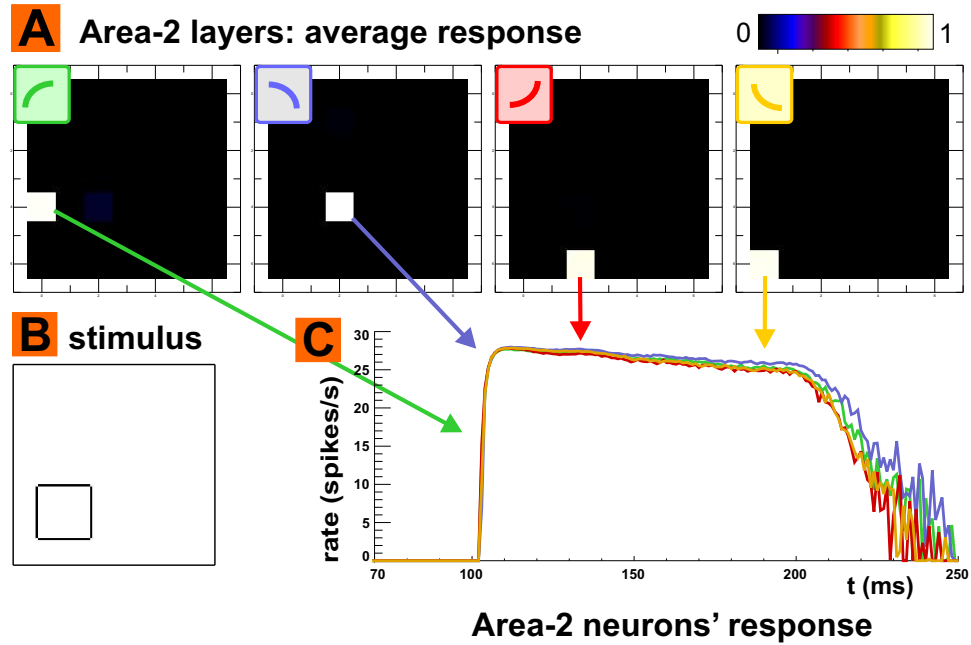 A Area-2 layers: average response
0 1
B stimulus
C
rate (spikes/s)
30
25
20
15
10
5
0
70 100 150 200 250
t (ms)
Area-2 neurons’ response